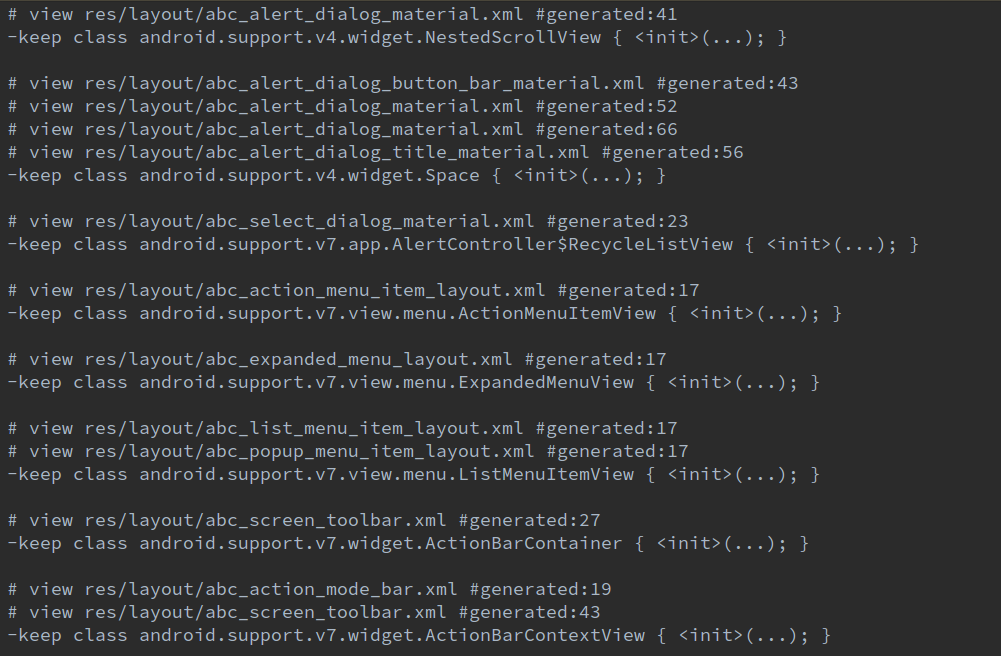 # view res/layout/abc_alert_dialog_material.xml #generated:41
-keep class android.support.v4.widget.NestedScrollView { <init>(...); }
# view res/layout/abc_alert_dialog_button_bar_material.xml #generated:43
# view res/layout/abc_alert_dialog_material.xml #generated:52
# view res/layout/abc_alert_dialog_material.xml #generated:66
# view res/layout/abc_alert_dialog_title_material.xml #generated:56
-keep class android.support.v4.widget.Space { <init>(...); }
# view res/layout/abc_select_dialog_material.xml #generated:23
-keep class android.support.v7.app.AlertController$RecycleListView { <init>(...); }
# view res/layout/abc_action_menu_item_layout.xml #generated:17
-keep class android.support.v7.view.menu.ActionMenuItemView { <init>(...); }
# view res/layout/abc_expanded_menu_layout.xml #generated:17
-keep class android.support.v7.view.menu.ExpandedMenuView { <init>(...); }
# view res/layout/abc_list_menu_item_layout.xml #generated:17
# view res/layout/abc_popup_menu_item_layout.xml #generated:17
-keep class android.support.v7.view.menu.ListMenuItemView { <init>(...); }
# view res/layout/abc_screen_toolbar.xml #generated:27
-keep class android.support.v7.widget.ActionBarContainer { <init>(...); }
# view res/layout/abc_action_mode_bar.xml #generated:19
# view res/layout/abc_screen_toolbar.xml #generated:43
-keep class android.support.v7.widget.ActionBarContextView { <init>(...); }